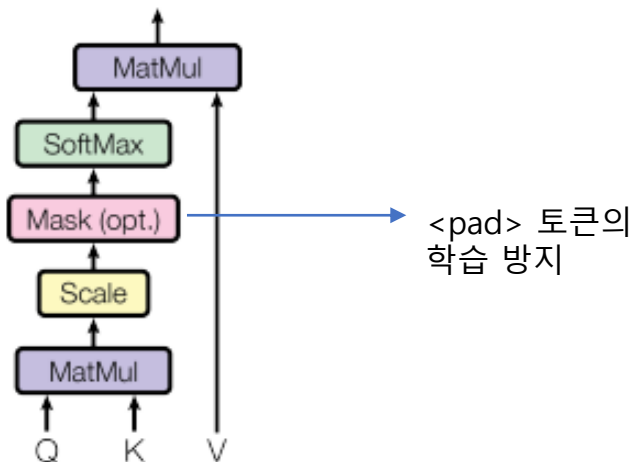 MatMul
SoftMax
Mask (opt.)
<pad> 토큰의
학습 방지
Scale
MatMul
Q K V